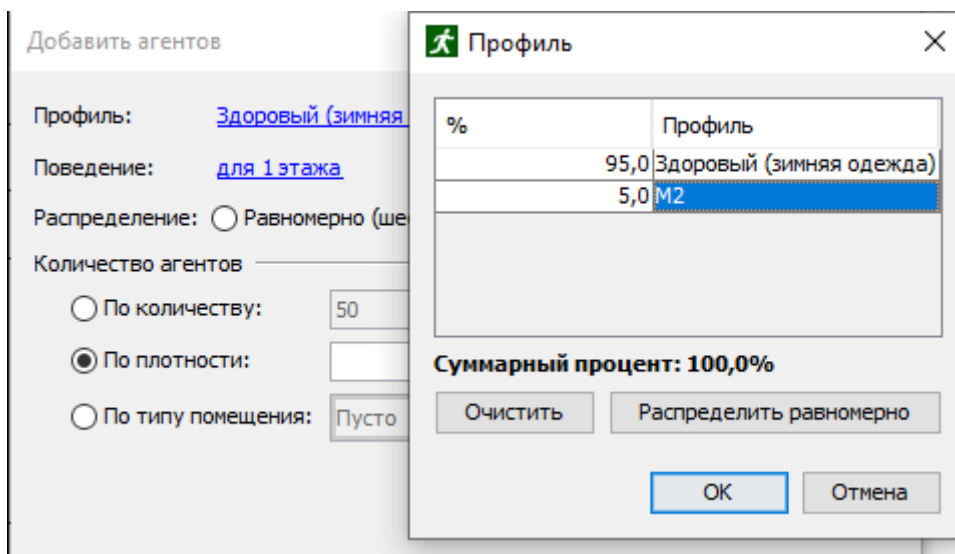 Добавить агентов
Профиль: Здоровый (зимняя
Поведение: для 1 этажа
Распределение: Равномерно (ше
Количество агентов
По количеству: 50
По плотности:
По типу помещения: Пусто
Профиль
% Профиль
95,0 Здоровый (зимняя одежда)
5,0 М2
Суммарный процент: 100,0%
Очистить Распределить равномерно
ОК Отмена